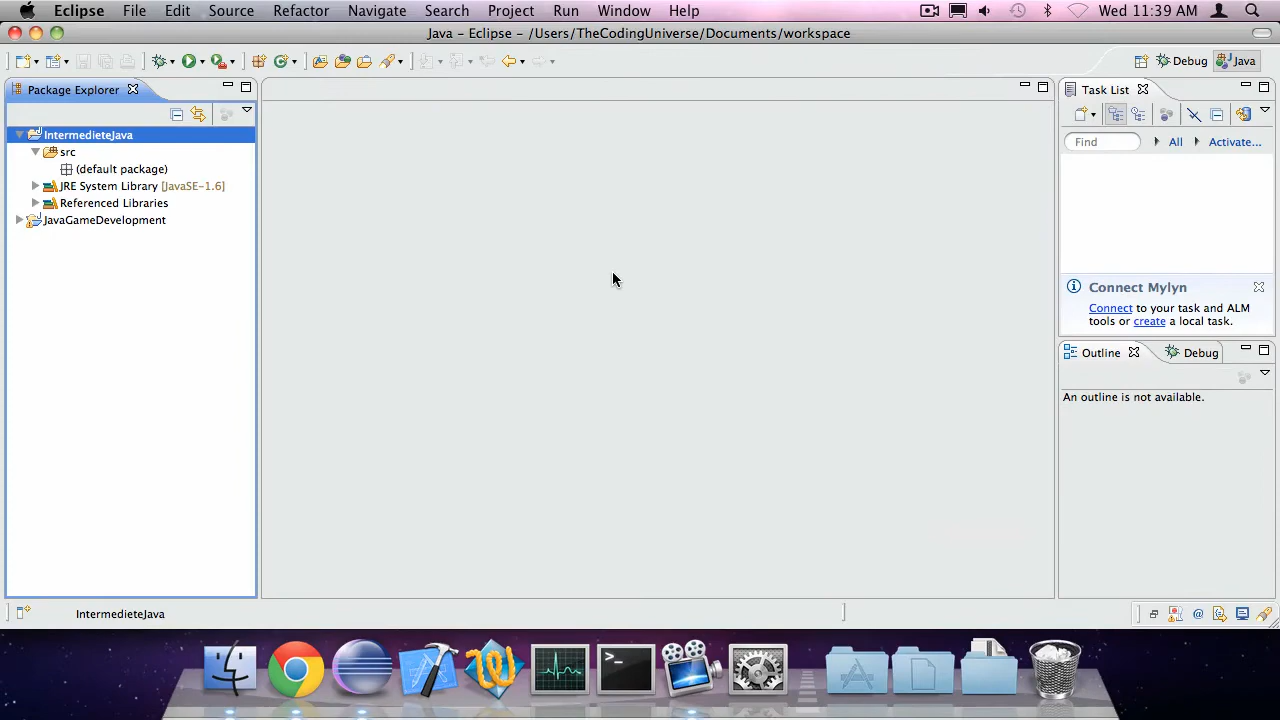 Eclipse File Edit Source Refactor Navigate Search Project Run Window Help Wed 11:39 AM
Java - Eclipse - /Users/TheCodingUniverse/Documents/workspace
Debug Java
Package Explorer
Task List
Find All Activate...
IntermedieteJava
src
(default package)
JRE System Library [JavaSE-1.6]
Referenced Libraries
JavaGameDevelopment
Connect Mylyn
Connect to your task and ALM
tools or create a local task.
Outline Debug
An outline is not available.
IntermedieteJava